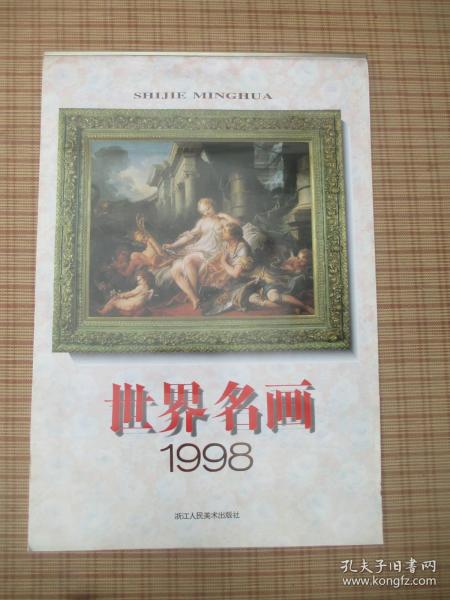 SHIJIE MINGHUA
世界名画
1998
浙江人民美术出版社
孔夫子旧书网
www.kongfz.com